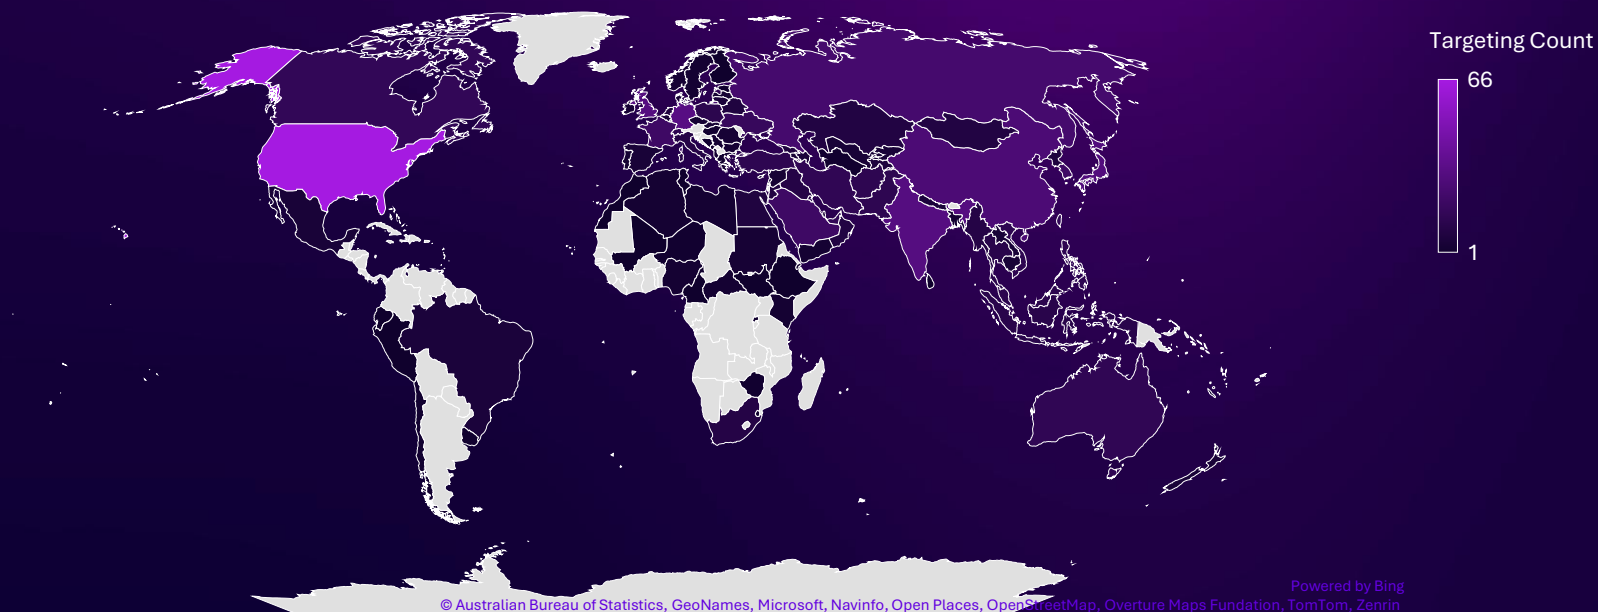 Targeting Count
66
1
Powered by Bing
© Australian Bureau of Statistics, GeoNames, Microsoft, Navinfo, Open Places, OpenStreetMap, Overture Maps Fundation, TomTom, Zenrin